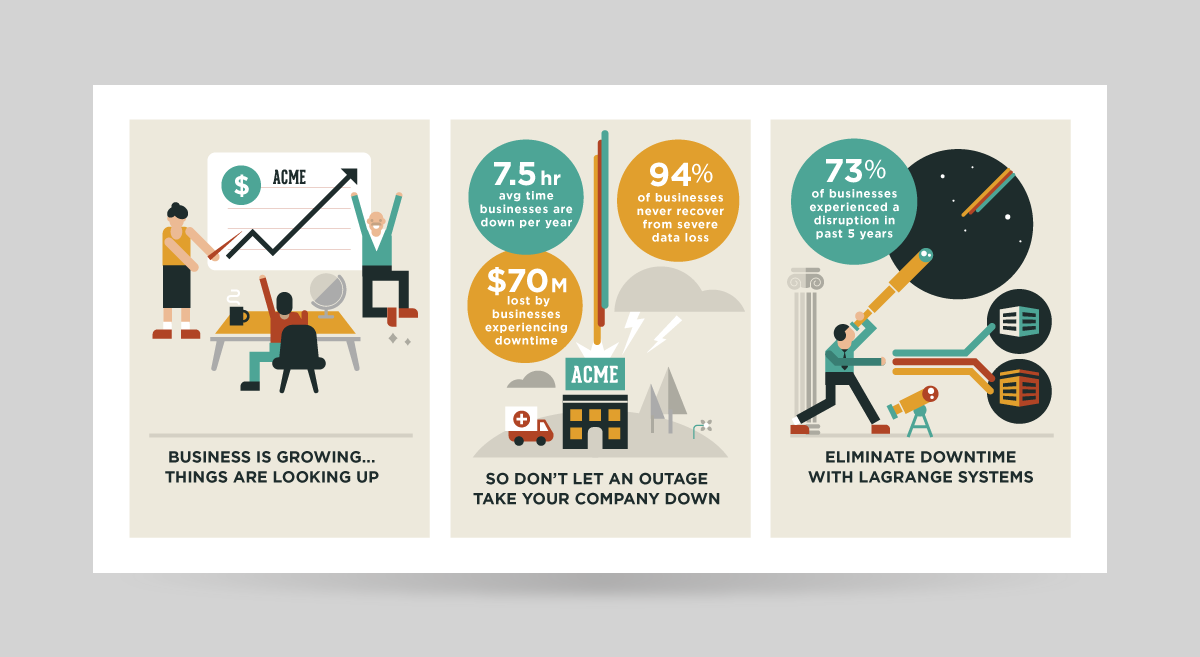 $
ACME
BUSINESS IS GROWING...
THINGS ARE LOOKING UP
7.5 hr
avg time
businesses are
down per year
94%
of businesses
never recover
from severe
data loss
$70M
lost by
businesses
experiencing
downtime
ACME
SO DON'T LET AN OUTAGE
TAKE YOUR COMPANY DOWN
73%
of businesses
experienced a
disruption in
past 5 years
ELIMINATE DOWNTIME
WITH LAGRANGE SYSTEMS